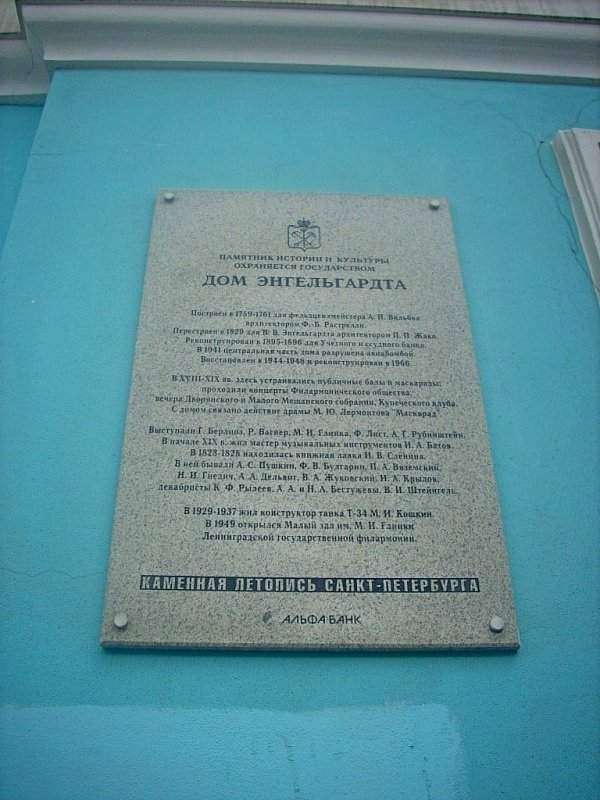 ПАМЯТНИК ИСТОРИИ И КУЛЬТУРЫ
ОХРАНЯЕТСЯ ГОСУДАРСТВОМ
ДОМ ЭНГЕЛЬГАРДТА
Построен в 1759-1761 для фельдцехмейстера А. Н. Вильбоа
архитектором Ф.-Б. Растрелли.
Перестроен в 1829 для В. В. Энгельгардта архитектором П. П. Жако.
Реконструирован в 1895-1896 для Учетного и ссудного банка.
В 1941 центральная часть дома разрушена авиабомбой.
Восстановлен в 1944-1948 и реконструирован в 1966.
В XVIII-XIX вв. здесь устраивались публичные балы и маскарады;
проходили концерты Филармонического общества,
вечера Дворянского и Малого Мещанского собраний, Купеческого клуба.
С домом связано действие драмы М. Ю. Лермонтова "Маскарад".
Выступали Г. Берлиоз, Р. Вагнер, М. И. Глинка, Ф. Лист, А. Г. Рубинштейн.
В начале XIX в. жил мастер музыкальных инструментов И. А. Батов.
В 1823-1828 находилась книжная лавка И. В. Слёнина.
В ней бывали А. С. Пушкин, Ф. В. Булгарин, П. А. Вяземский,
Н. И. Гнедич, А. А. Дельвиг, В. А. Жуковский, И. А. Крылов,
декабристы К. Ф. Рылеев, А. А. и Н. А. Бестужевы, В. И. Штейнгель.
В 1929-1937 жил конструктор танка Т-34 М. И. Кошкин.
В 1949 открылся Малый зал им. М. И. Глинки
Ленинградской государственной филармонии.
КАМЕННАЯ ЛЕТОПИСЬ САНКТ-ПЕТЕРБУРГА
АЛЬФА·БАНК